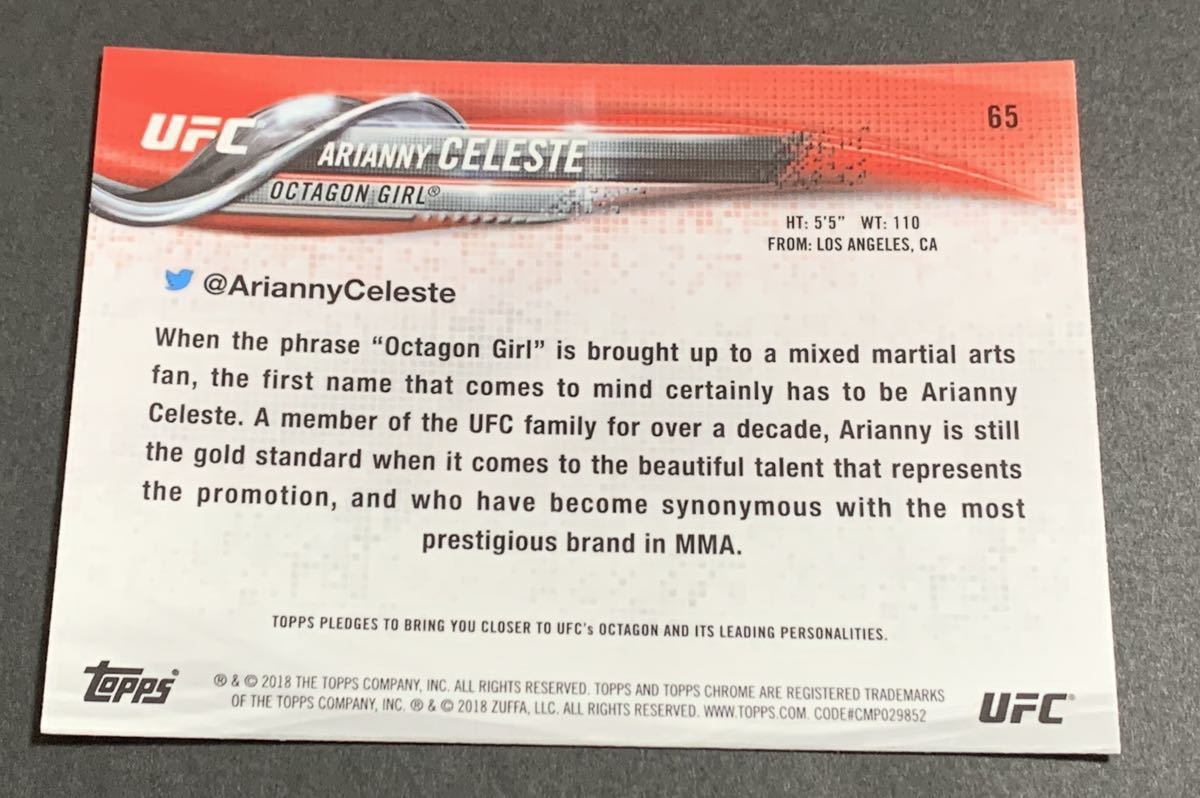 UFC
65
ARIANNY CELESTE
OCTAGON GIRL®
HT: 5'5" WT: 110
FROM: LOS ANGELES, CA
@AriannyCeleste
When the phrase “Octagon Girl” is brought up to a mixed martial arts
fan, the first name that comes to mind certainly has to be Arianny
Celeste. A member of the UFC family for over a decade, Arianny is still
the gold standard when it comes to the beautiful talent that represents
the promotion, and who have become synonymous with the most
prestigious brand in MMA.
TOPPS PLEDGES TO BRING YOU CLOSER TO UFC's OCTAGON AND ITS LEADING PERSONALITIES.
Topps®
® & © 2018 THE TOPPS COMPANY, INC. ALL RIGHTS RESERVED. TOPPS AND TOPPS CHROME ARE REGISTERED TRADEMARKS
OF THE TOPPS COMPANY, INC. ® & © 2018 ZUFFA, LLC. ALL RIGHTS RESERVED. WWW.TOPPS.COM. CODE#CMP029852
UFC®